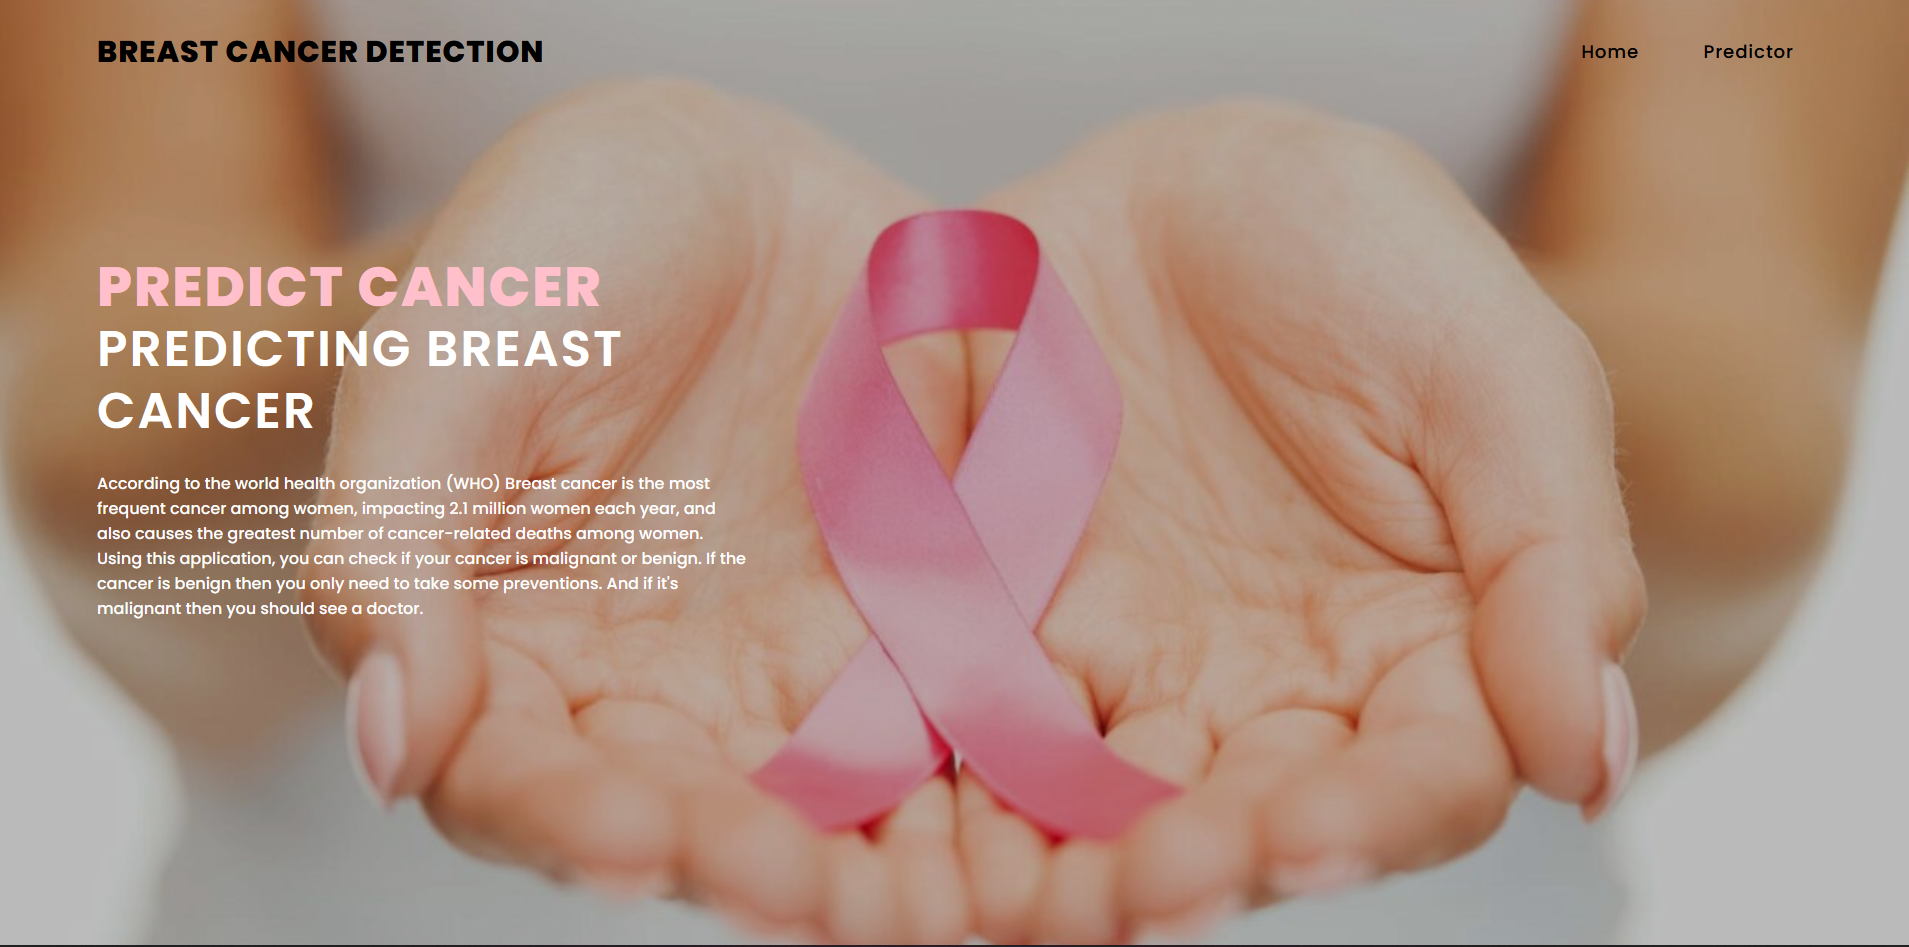 BREAST CANCER DETECTION
Home
Predictor
PREDICT CANCER
PREDICTING BREAST
CANCER
According to the world health organization (WHO) Breast cancer is the most
frequent cancer among women, impacting 2.1 million women each year, and
also causes the greatest number of cancer-related deaths among women.
Using this application, you can check if your cancer is malignant or benign. If the
cancer is benign then you only need to take some preventions. And if it's
malignant then you should see a doctor.